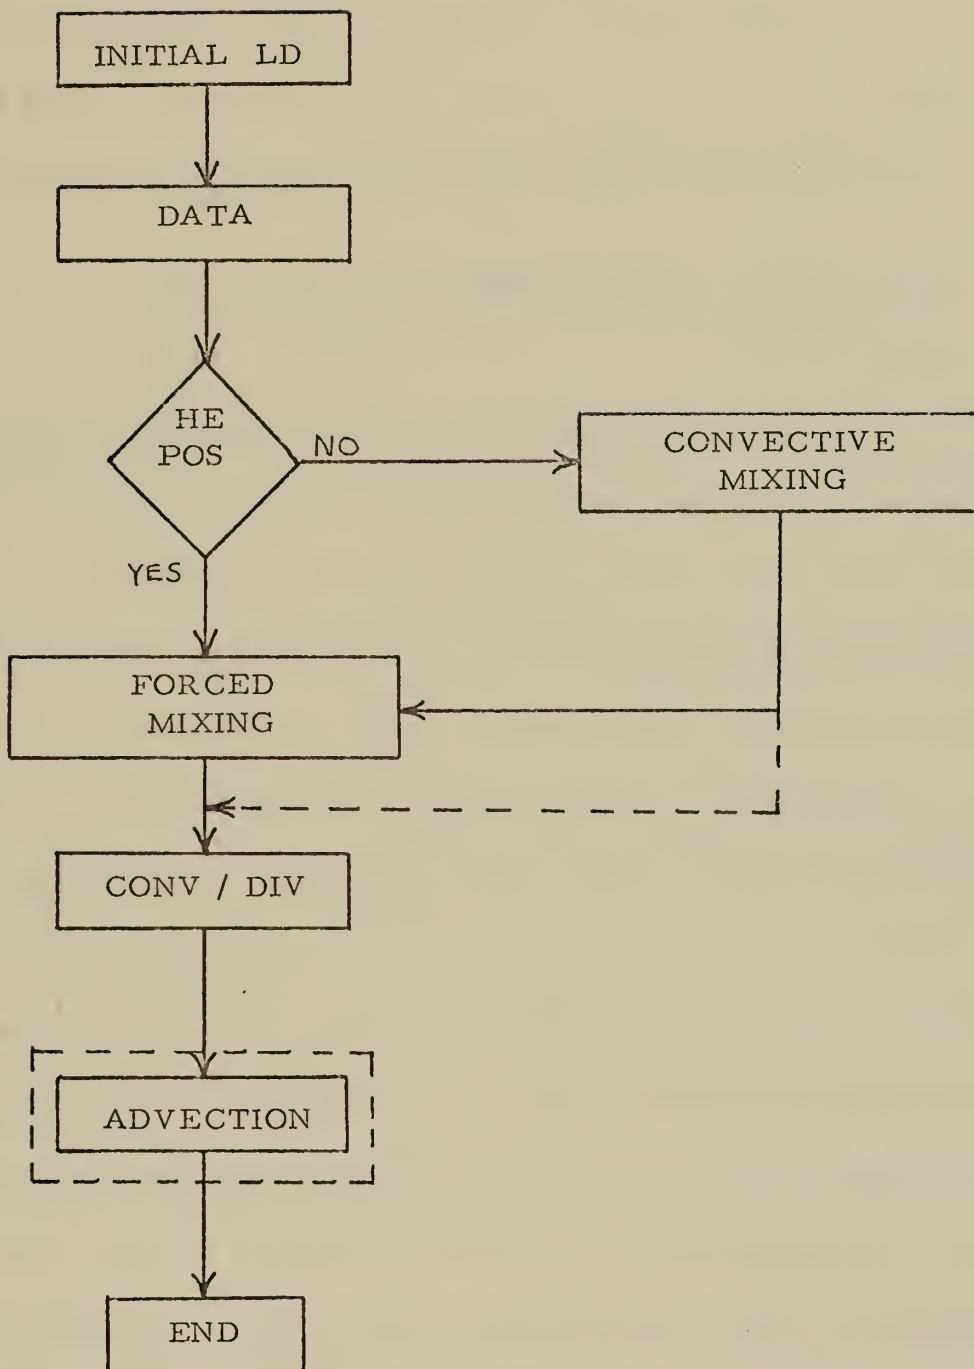 INITIAL LD
DATA
HE
POS
NO
CONVECTIVE
MIXING
YES
FORCED
MIXING
CONV / DIV
ADVECTION
END